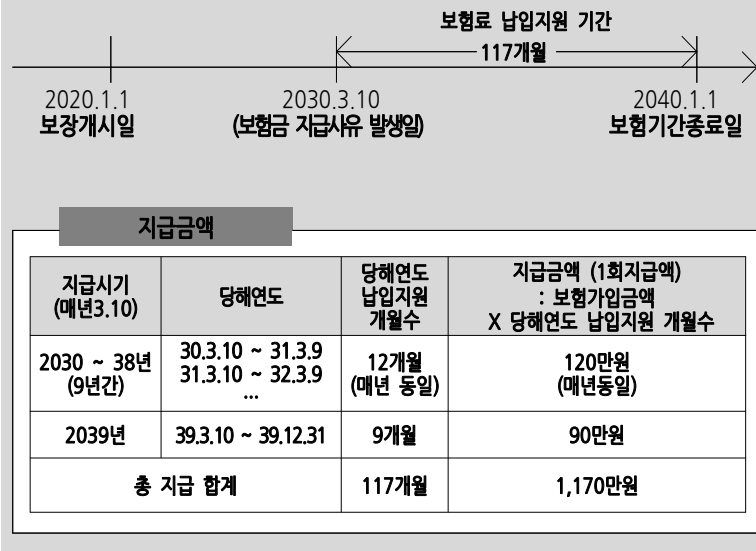 보험료 납입지원 기간
117개월
2020.1.1
보장개시일
2030.3.10
(보험금 지급사유 발생일)
2040.1.1
보험기간종료일
지급금액
지급시기
(매년3.10)
당해연도
당해연도
납입지원
개월수
지급금액 (1회지급액)
: 보험가입금액
X 당해연도 납입지원 개월수
2030 ~ 38년
(9년간)
30.3.10 ~ 31.3.9
31.3.10 ~ 32.3.9
...
12개월
(매년 동일)
120만원
(매년동일)
2039년
39.3.10 ~ 39.12.31
9개월
90만원
총 지급 합계
117개월
1,170만원